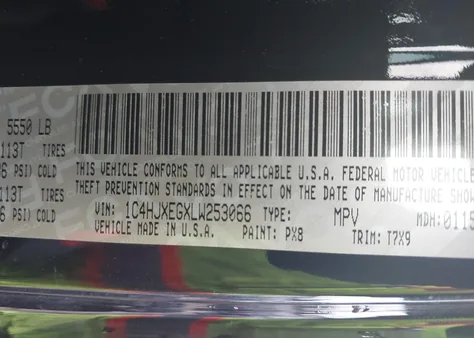 5550 LB
113T TIRES
6 PSI) COLD
113T TIRES
6 PSI) COLD
THIS VEHICLE CONFORMS TO ALL APPLICABLE U.S.A. FEDERAL MOTOR VEHICLE
THEFT PREVENTION STANDARDS IN EFFECT ON THE DATE OF MANUFACTURE SHOW
VIN: 1C4HJXEGXLW253066 TYPE: MPV MDH: 0115
VEHICLE MADE IN U.S.A. PAINT: PX8 TRIM: T7X9